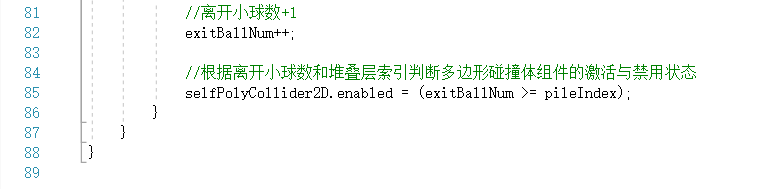 81 //离开小球数+1
82 exitBallNum++;
83
84 //根据离开小球数和堆叠层索引判断多边形碰撞体组件的激活与禁用状态
85 selfPolyCollider2D.enabled = (exitBallNum >= pileIndex);
86 }
87 }
88 }
89